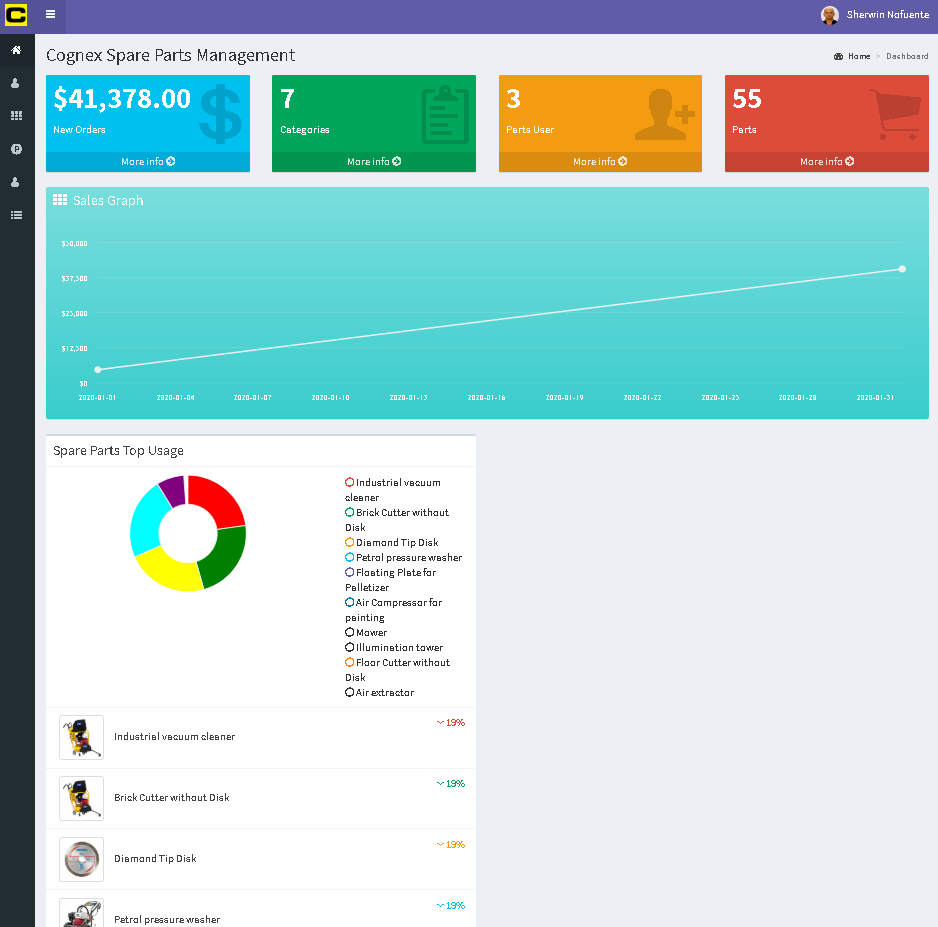 C
Sherwin Nofuente
Cognex Spare Parts Management
Home > Dashboard
$41,378.00
New Orders
More info
7
Categories
More info
3
Parts User
More info
55
Parts
More info
Sales Graph
$50,000
$37,500
$25,000
$12,500
$0
2020-01-01 2020-01-04 2020-01-07 2020-01-10 2020-01-13 2020-01-16 2020-01-19 2020-01-22 2020-01-25 2020-01-28 2020-01-31
Spare Parts Top Usage
Industrial vacuum
cleaner
Brick Cutter without
Disk
Diamond Tip Disk
Petrol pressure washer
Floating Plate for
Palletizer
Air Compressor for
painting
Mower
Illumination tower
Floor Cutter without
Disk
Air extractor
Industrial vacuum cleaner
19%
Brick Cutter without Disk
19%
Diamond Tip Disk
19%
Petrol pressure washer
19%